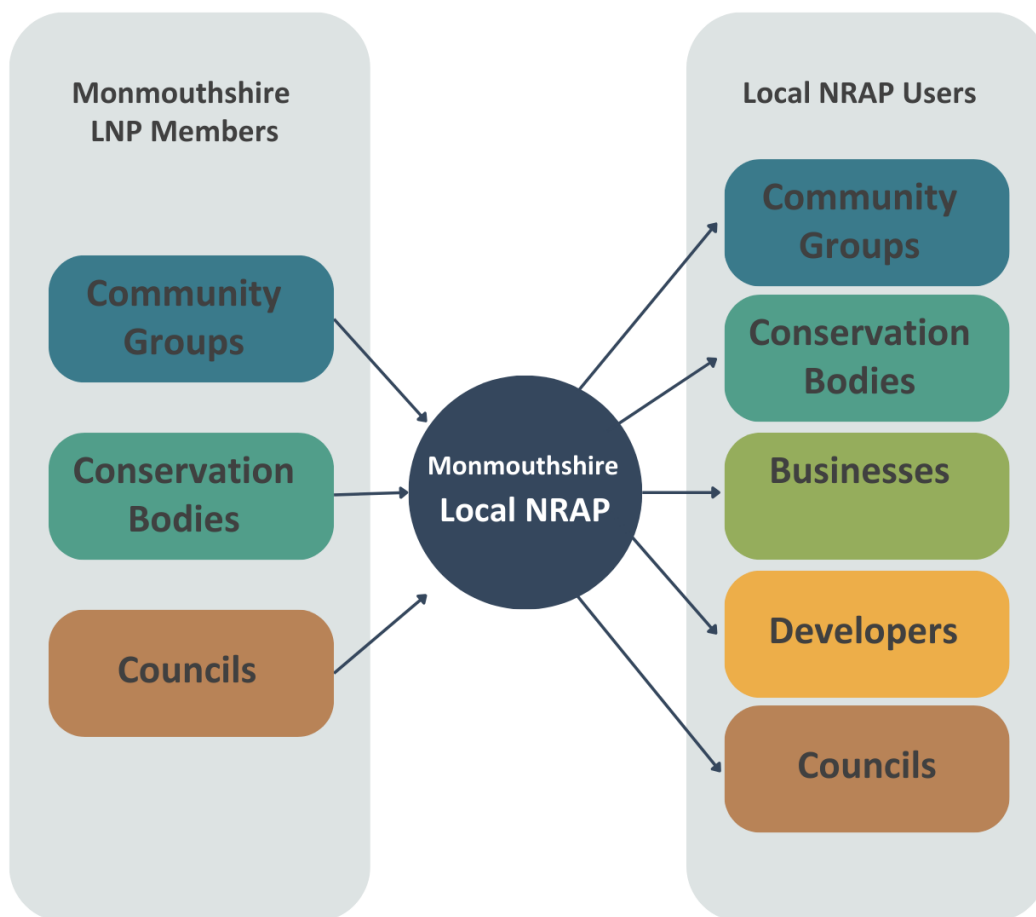 Monmouthshire
LNP Members
Community
Groups
Conservation
Bodies
Councils
Monmouthshire
Local NRAP
Local NRAP Users
Community
Groups
Conservation
Bodies
Businesses
Developers
Councils